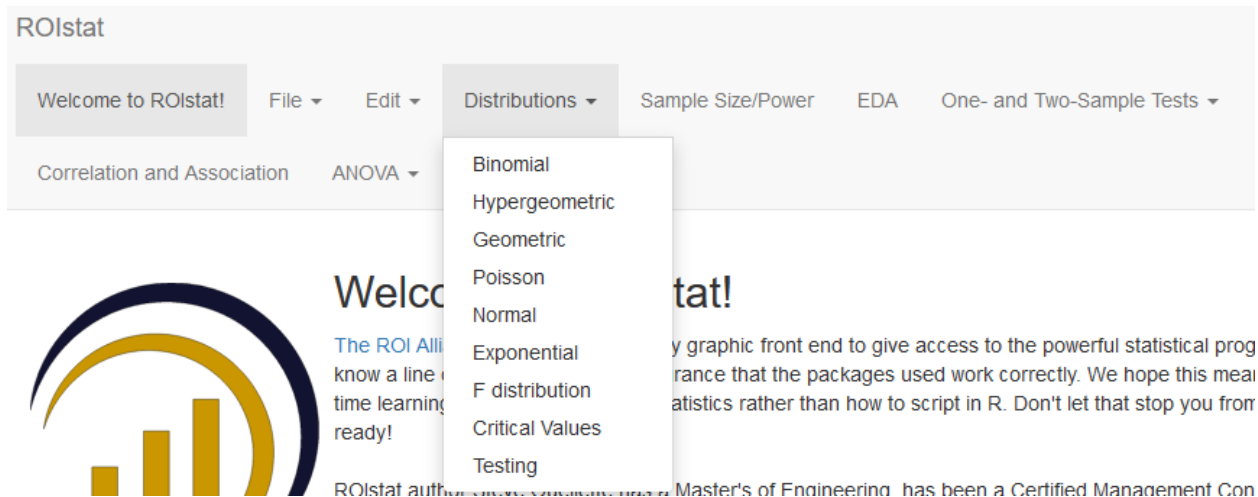 ROIstat
Welcome to ROIstat! File Edit Distributions Sample Size/Power EDA One- and Two-Sample Tests
Correlation and Association ANOVA
Binomial
Hypergeometric
Geometric
Poisson
Normal
Exponential
F distribution
Critical Values
Testing
Welco tat!
The ROI Alli y graphic front end to give access to the powerful statistical prog
know a line rance that the packages used work correctly. We hope this mear
time learning atistics rather than how to script in R. Don't let that stop you from
ready!
ROIstat author Steve Ouellette has a Master's of Engineering, has been a Certified Management Con